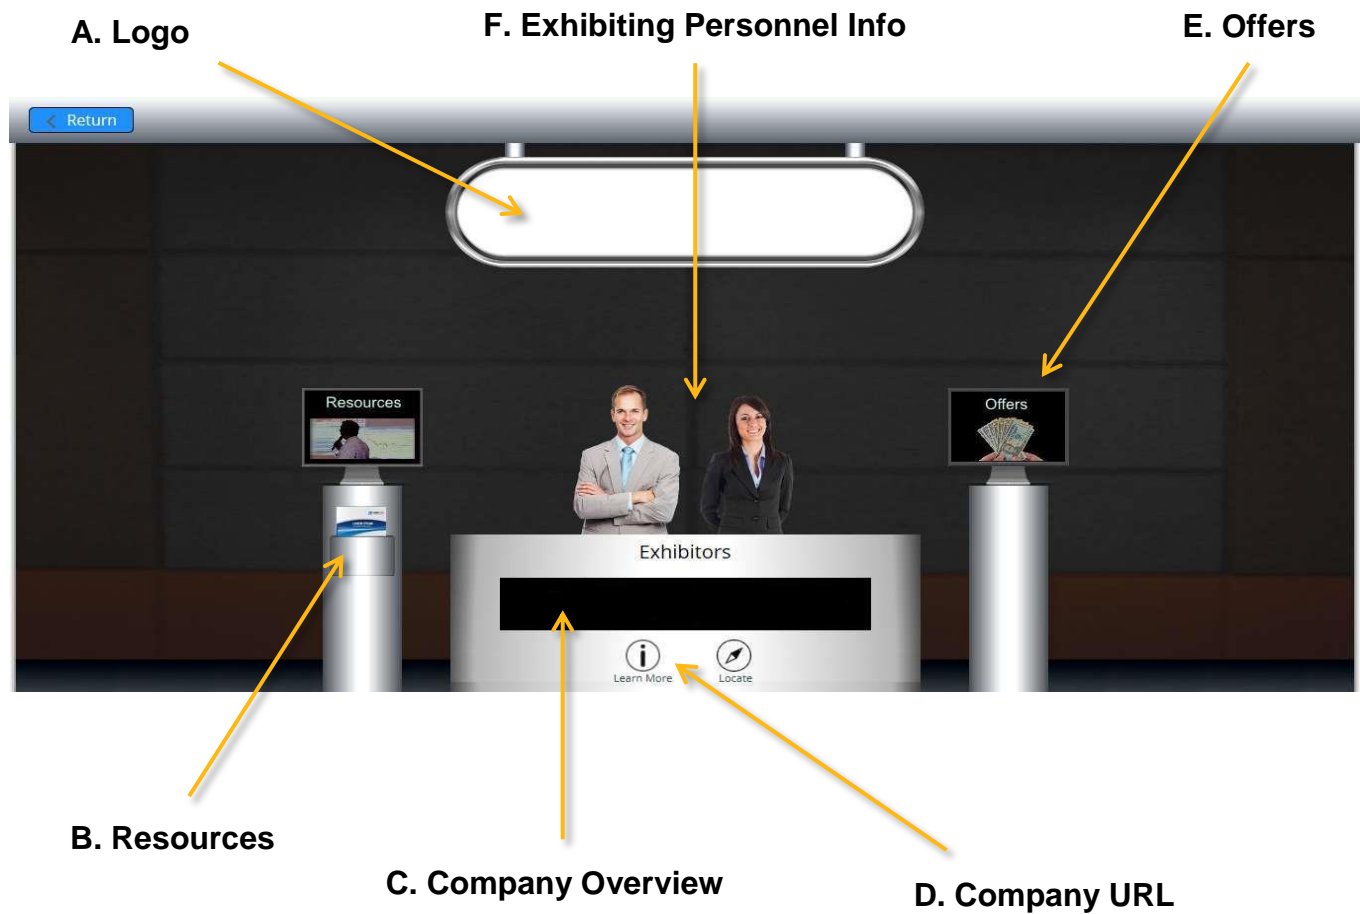 A. Logo
F. Exhibiting Personnel Info
E. Offers
Return
Resources
Offers
Exhibitors
Learn More
Locate
B. Resources
C. Company Overview
D. Company URL